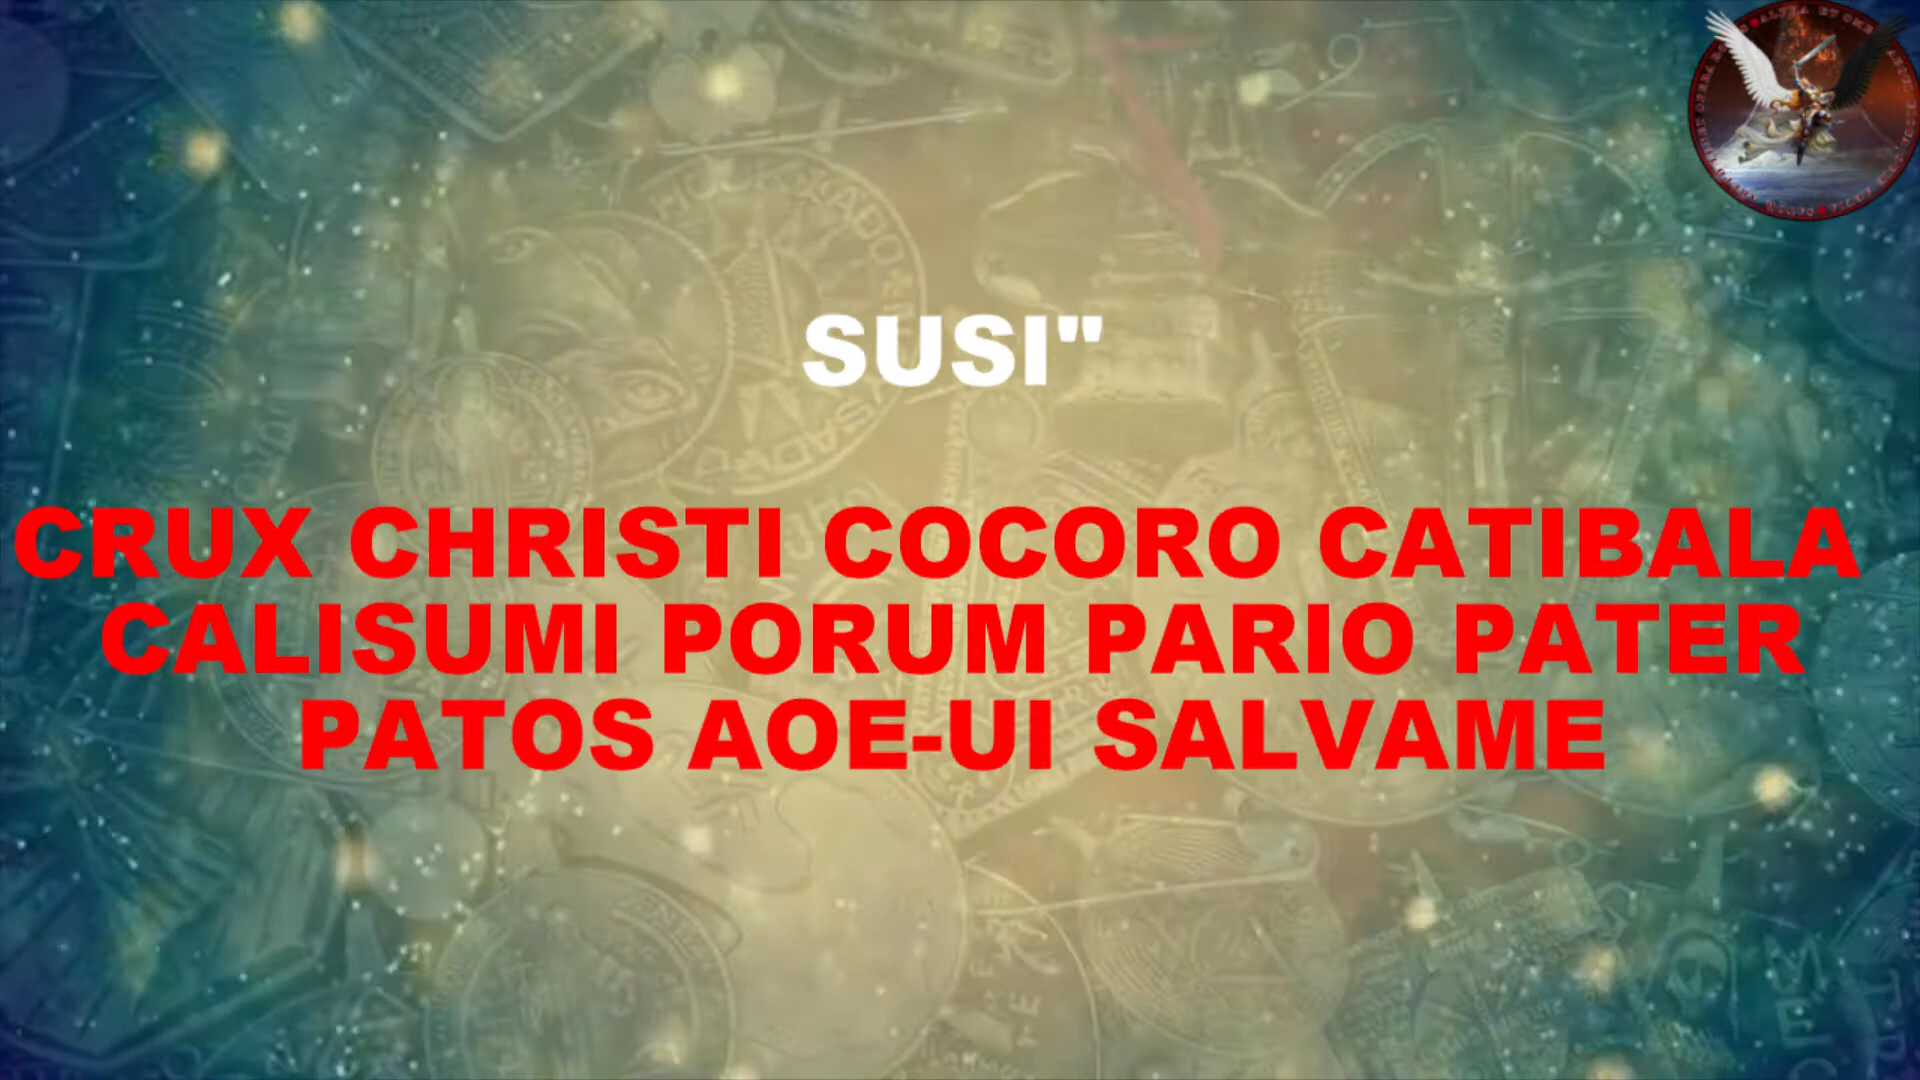 SUSI"
CRUX CHRISTI COCORO CATIBALA
CALISUMI PORUM PARIO PATER
PATOS AOE-UI SALVAME